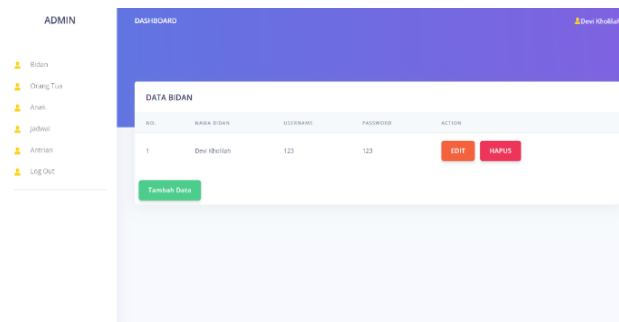 ADMIN
Bidan
Orang Tua
Anak
Jadwal
Antrian
Log Out
DASHBOARD
Devi Kholilah
DATA BIDAN
NO. NAMA BIDAN USERNAME PASSWORD ACTION
1 Devi Kholilah 123 123 EDIT HAPUS
Tambah Data